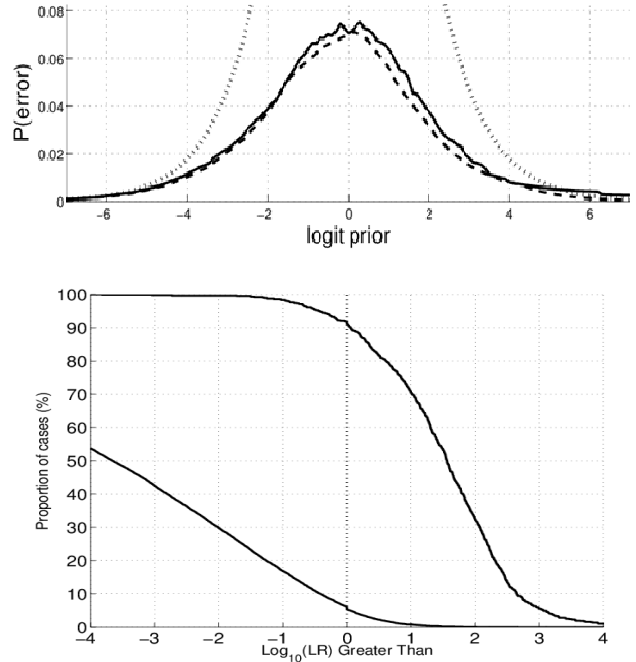 0.08
0.06
0.04
0.02
0
P(error)
−6 −4 −2 0 2 4 6
logit prior
100
90
80
70
60
50
40
30
20
10
0
Proportion of cases (%)
−4 −3 −2 −1 0 1 2 3 4
Log10(LR) Greater Than